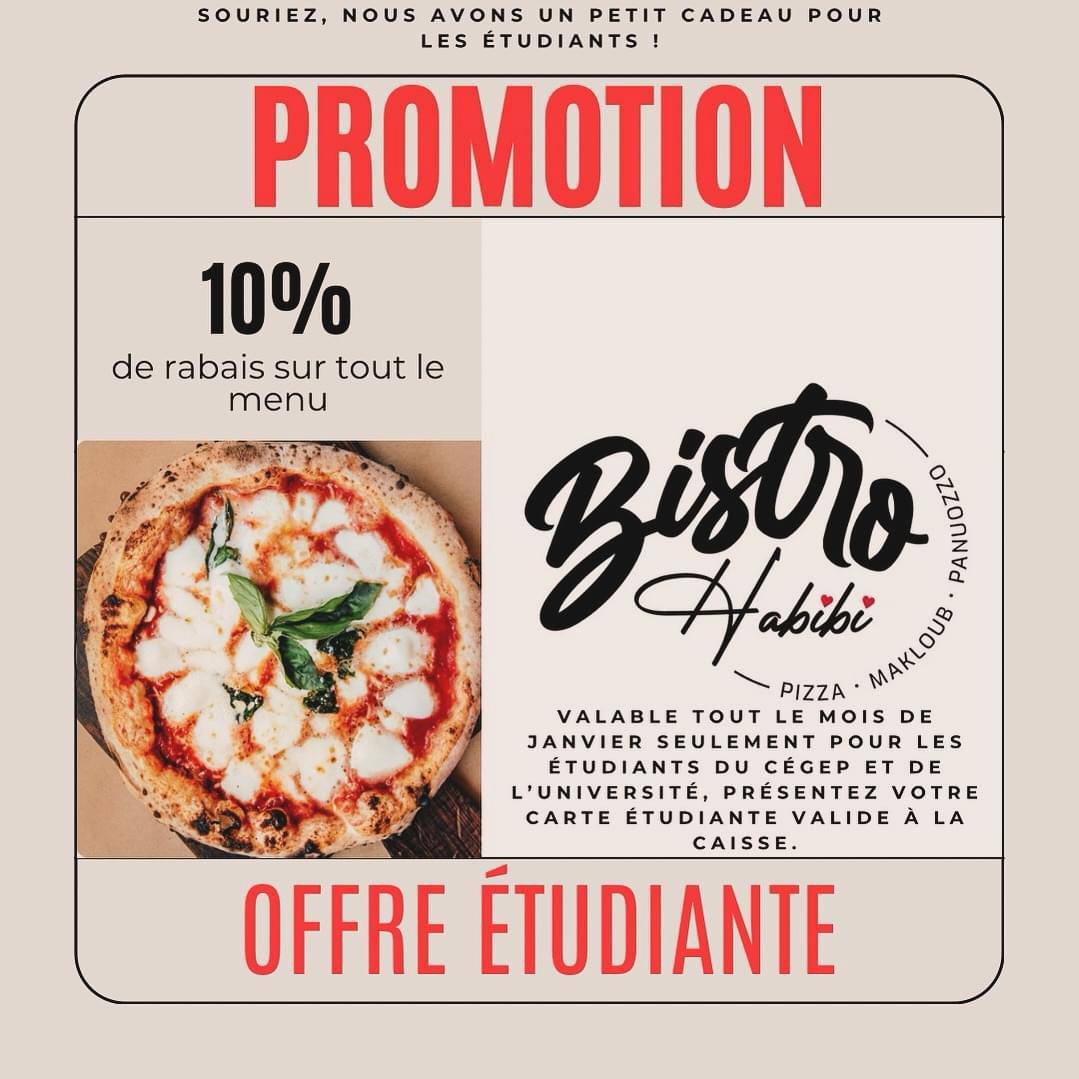 SOURIEZ, NOUS AVONS UN PETIT CADEAU POUR
LES ÉTUDIANTS !
PROMOTION
10%
de rabais sur tout le
menu
Bistro
Habibi
PIZZA · MAKLOUB · PANUOZZO
VALABLE TOUT LE MOIS DE
JANVIER SEULEMENT POUR LES
ÉTUDIANTS DU CÉGEP ET DE
L’UNIVERSITÉ, PRÉSENTEZ VOTRE
CARTE ÉTUDIANTE VALIDE À LA
CAISSE.
OFFRE ÉTUDIANTE